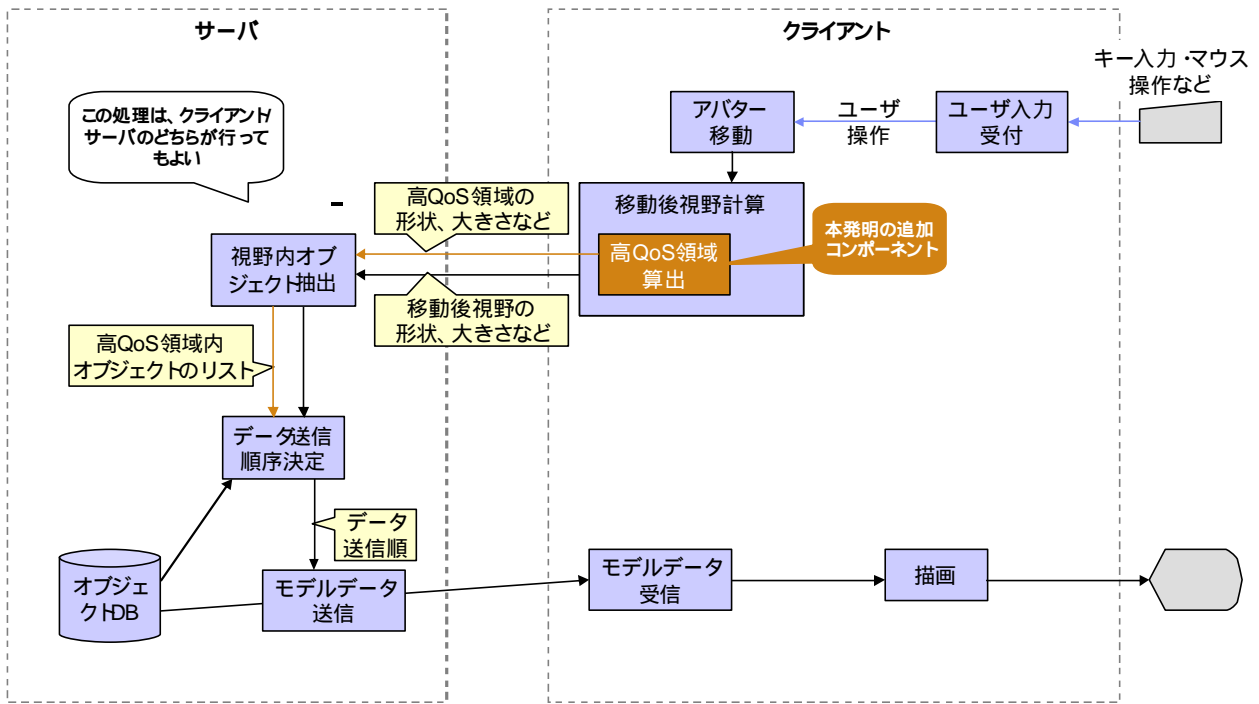 サーバ
クライアント
キー入力・マウス
操作など
この処理は、クライアント/
サーバのどちらが行って
もよい
アバター
移動
ユーザ
操作
ユーザ入力
受付
高QoS領域の
形状、大きさなど
移動後視野計算
高QoS領域
算出
本発明の追加
コンポーネント
視野内オブ
ジェクト抽出
移動後視野の
形状、大きさなど
高QoS領域内
オブジェクトのリスト
データ送信
順序決定
データ
送信順
オブジェ
クトDB
モデルデータ
送信
モデルデータ
受信
描画